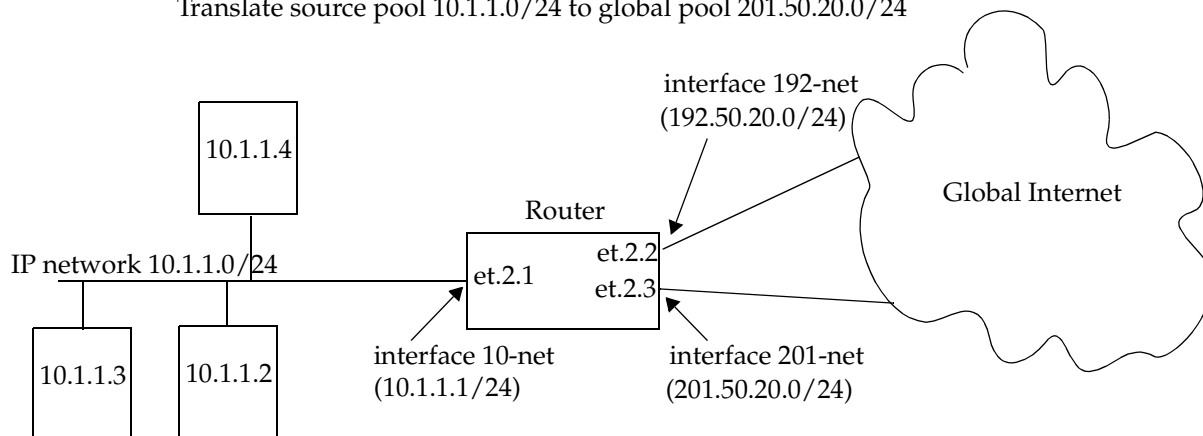 Translate source pool 10.1.1.0/24 to global pool 201.50.20.0/24
interface 192-net
(192.50.20.0/24)
10.1.1.4
Global Internet
Router
et.2.2
IP network 10.1.1.0/24
et.2.1
et.2.3
interface 10-net
(10.1.1.1/24)
interface 201-net
(201.50.20.0/24)
10.1.1.3
10.1.1.2